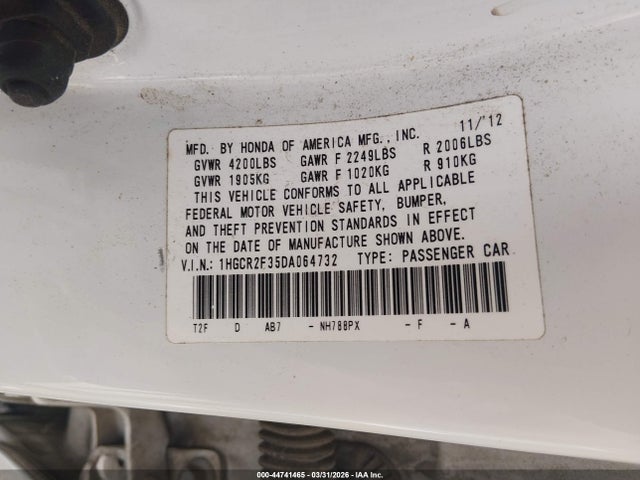 MFD. BY HONDA OF AMERICA MFG., INC. 11/'12
GVWR 4200LBS GAWR F 2249LBS R 2006LBS
GVWR 1905KG GAWR F 1020KG R 910KG
THIS VEHICLE CONFORMS TO ALL APPLICABLE
FEDERAL MOTOR VEHICLE SAFETY, BUMPER,
AND THEFT PREVENTION STANDARDS IN EFFECT
ON THE DATE OF MANUFACTURE SHOWN ABOVE.
V.I.N.: 1HGCR2F35DA064732 TYPE: PASSENGER CAR
T2F D AB7 - NH788PX - F - A
000-44741465 | 03/31/2026 | IAA Inc.